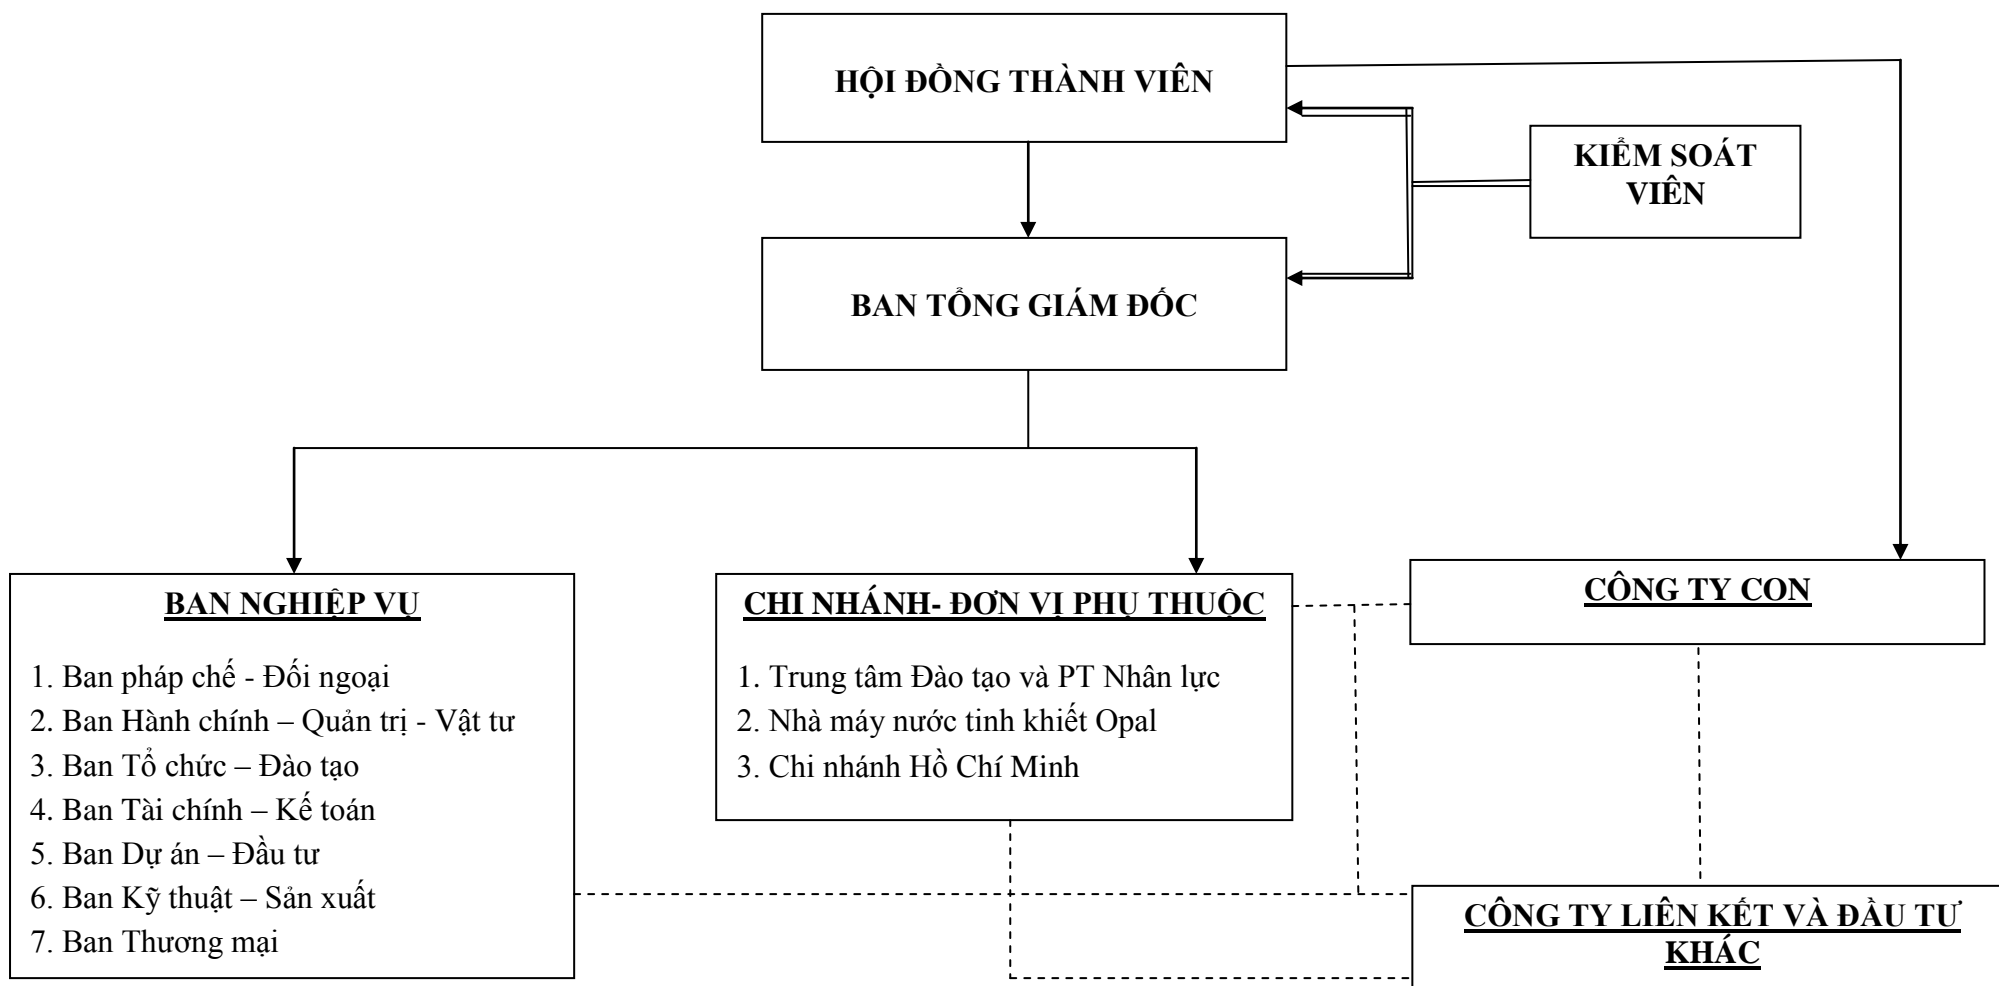 HỘI ĐỒNG THÀNH VIÊN
KIỂM SOÁT
VIÊN
BAN TỔNG GIÁM ĐỐC
BAN NGHIỆP VỤ
1. Ban pháp chế - Đối ngoại
2. Ban Hành chính – Quản trị - Vật tư
3. Ban Tổ chức – Đào tạo
4. Ban Tài chính – Kế toán
5. Ban Dự án – Đầu tư
6. Ban Kỹ thuật – Sản xuất
7. Ban Thương mại
CHI NHÁNH- ĐƠN VỊ PHỤ THUỘC
1. Trung tâm Đào tạo và PT Nhân lực
2. Nhà máy nước tinh khiết Opal
3. Chi nhánh Hồ Chí Minh
CÔNG TY CON
CÔNG TY LIÊN KẾT VÀ ĐẦU TƯ
KHÁC